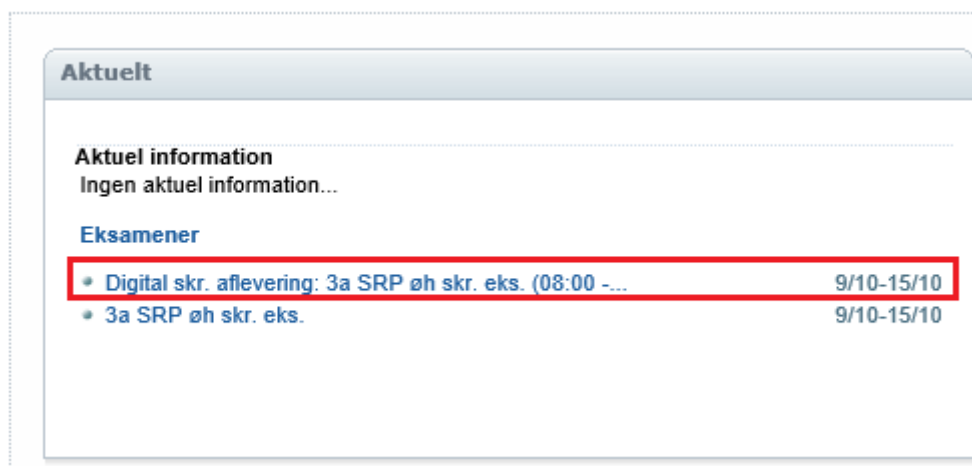 Aktuelt
Aktuel information
Ingen aktuel information...
Eksamener
Digital skr. aflevering: 3a SRP øh skr. eks. (08:00 -... 9/10-15/10
3a SRP øh skr. eks. 9/10-15/10